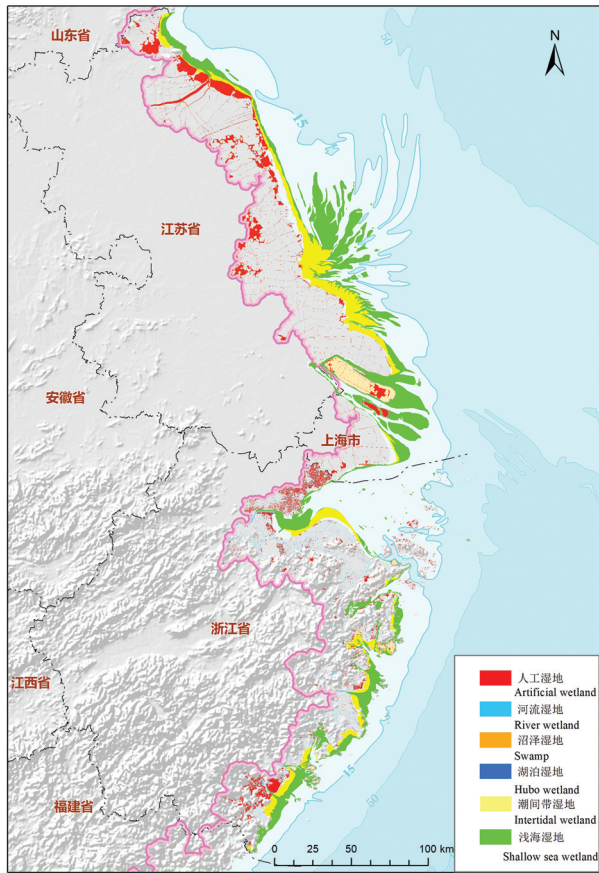 山东省
50
N
15
江苏省
安徽省
上海市
浙江省
江西省
福建省
15
50
0 25 50 100 km
人工湿地
Artificial wetland
河流湿地
River wetland
沼泽湿地
Swamp
湖泊湿地
Hubo wetland
潮间带湿地
Intertidal wetland
浅海湿地
Shallow sea wetland